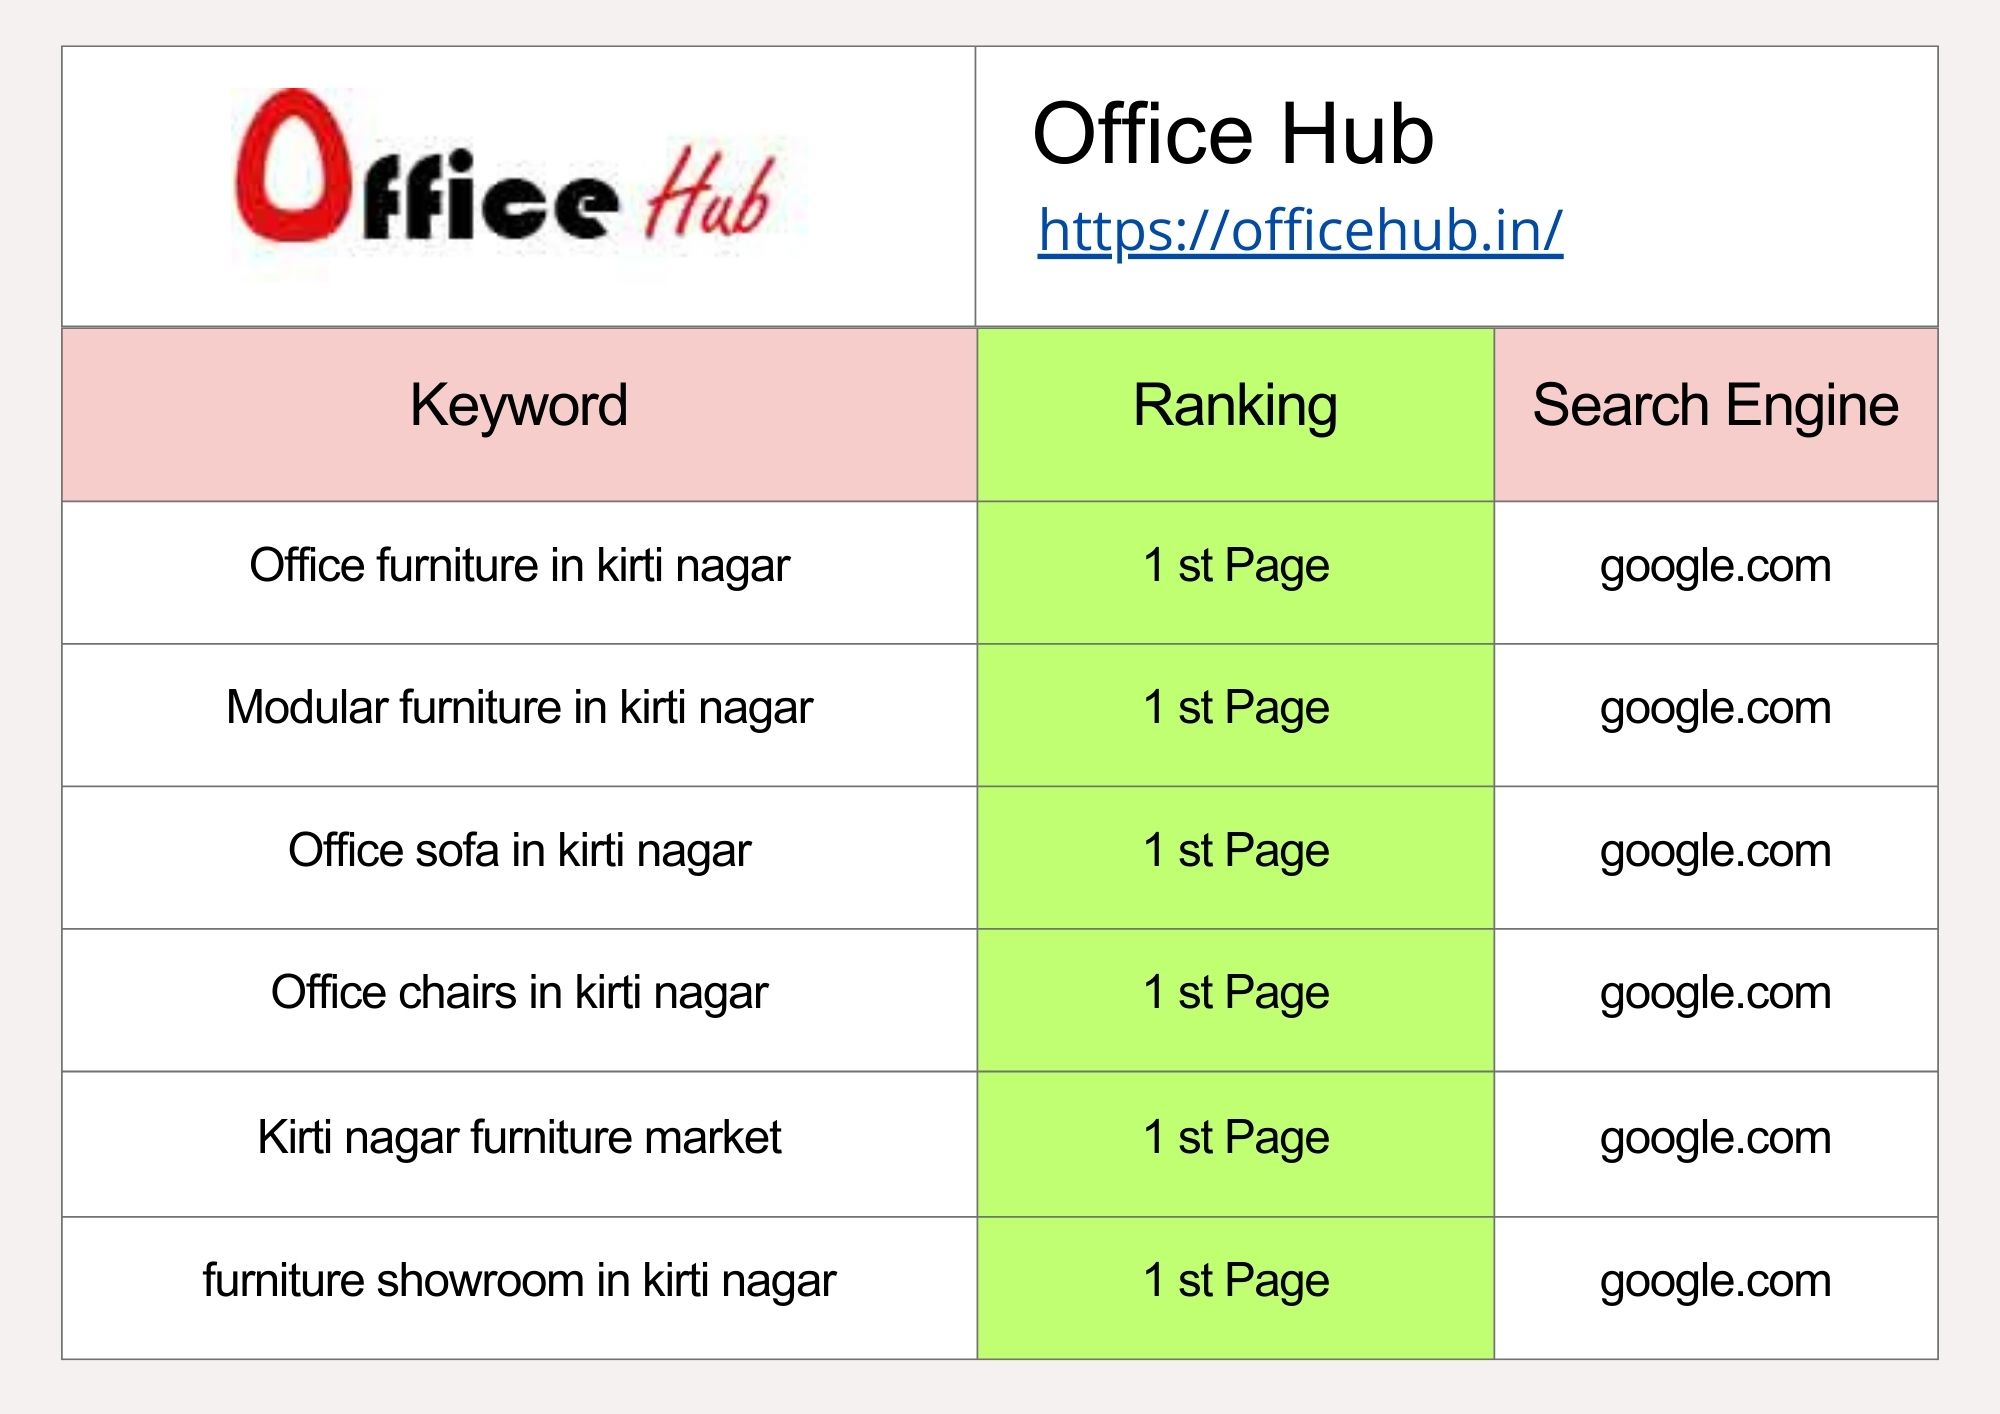 Office Hub
Office Hub
https://officehub.in/
Keyword Ranking Search Engine
Office furniture in kirti nagar 1 st Page google.com
Modular furniture in kirti nagar 1 st Page google.com
Office sofa in kirti nagar 1 st Page google.com
Office chairs in kirti nagar 1 st Page google.com
Kirti nagar furniture market 1 st Page google.com
furniture showroom in kirti nagar 1 st Page google.com